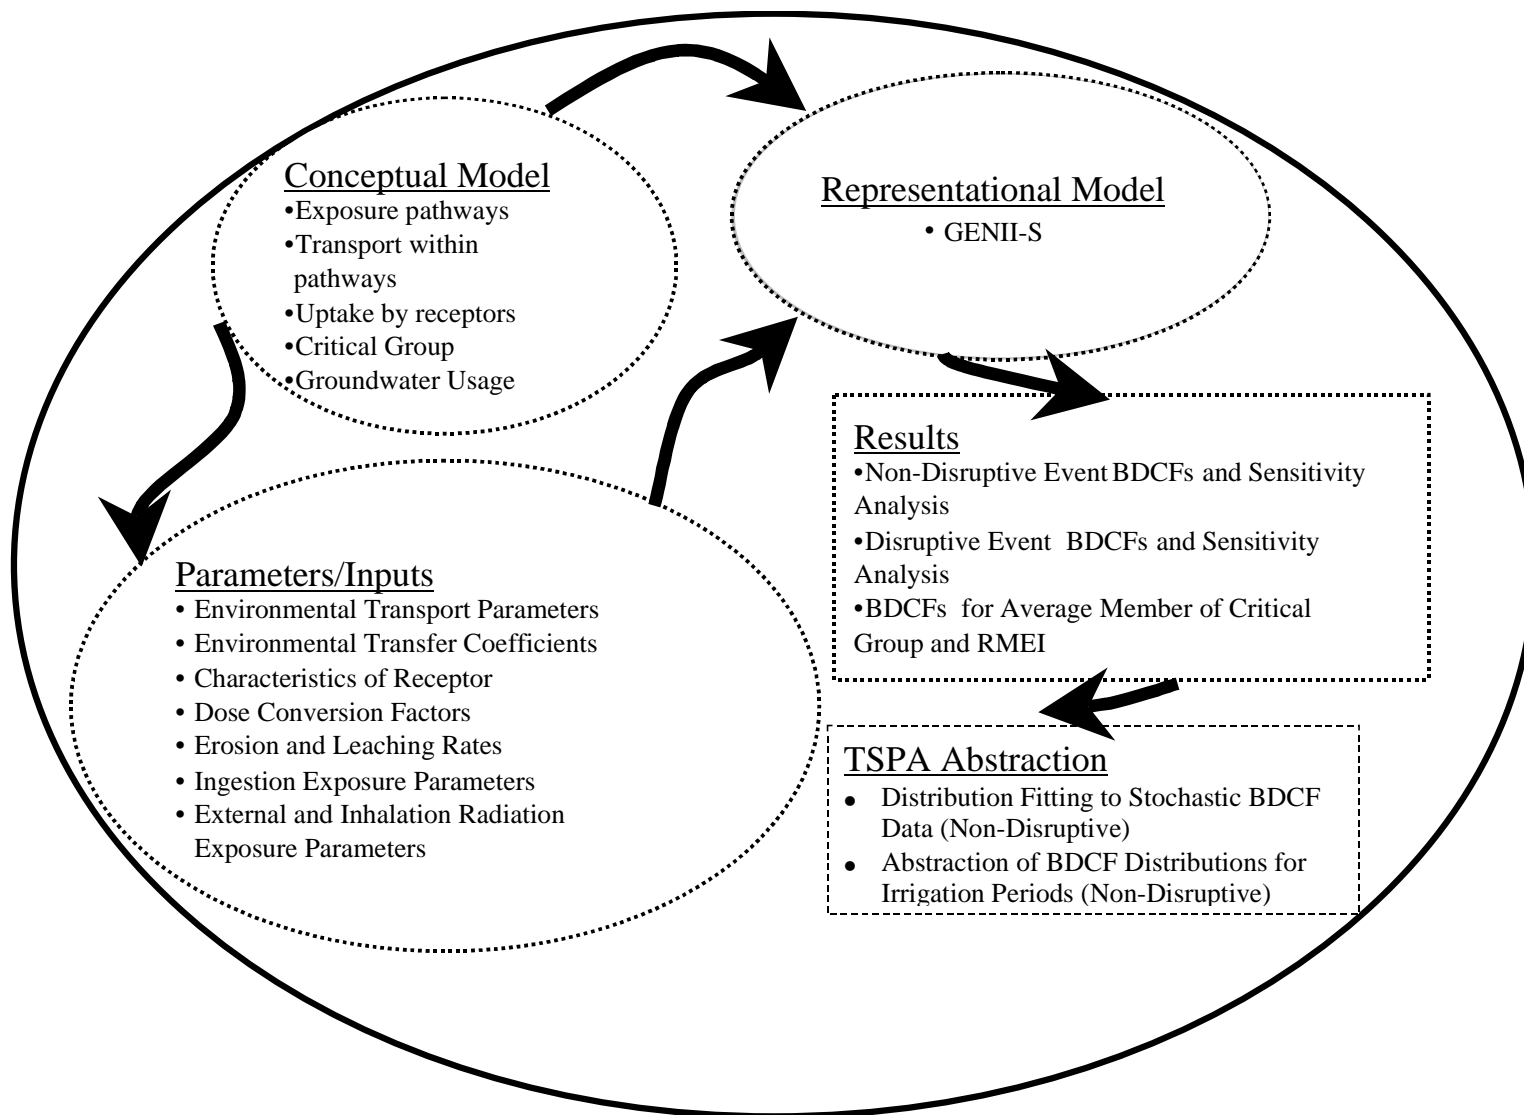 Conceptual Model
•Exposure pathways
•Transport within
pathways
•Uptake by receptors
•Critical Group
•Groundwater Usage
Representational Model
• GENII-S
Parameters/Inputs
• Environmental Transport Parameters
• Environmental Transfer Coefficients
• Characteristics of Receptor
• Dose Conversion Factors
• Erosion and Leaching Rates
• Ingestion Exposure Parameters
• External and Inhalation Radiation
Exposure Parameters
Results
•Non-Disruptive Event BDCFs and Sensitivity
Analysis
•Disruptive Event BDCFs and Sensitivity
Analysis
•BDCFs for Average Member of Critical
Group and RMEI
TSPA Abstraction
● Distribution Fitting to Stochastic BDCF
Data (Non-Disruptive)
● Abstraction of BDCF Distributions for
Irrigation Periods (Non-Disruptive)